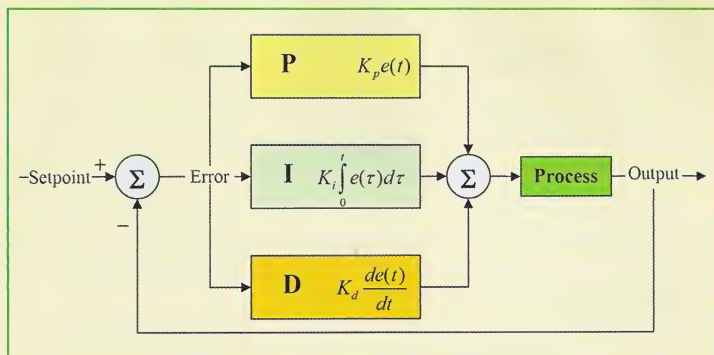 P K_p e(t)
–Setpoint + Σ Error I K_i ∫_0^t e(τ)dτ Σ Process Output
–
D K_d de(t)/dt